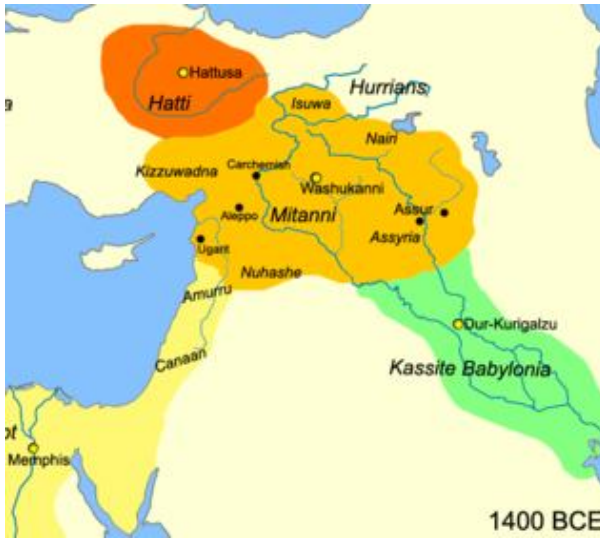 Hattusa
Hatti
Hurrians
Isuwa
Nairi
Kizzuwadna
Carchemish
Washukanni
Aleppo
Mitanni
Assur
Assyria
Ugarit
Nuhashe
Amurru
Canaan
Dur-Kurigalzu
Kassite Babylonia
Memphis
1400 BCE